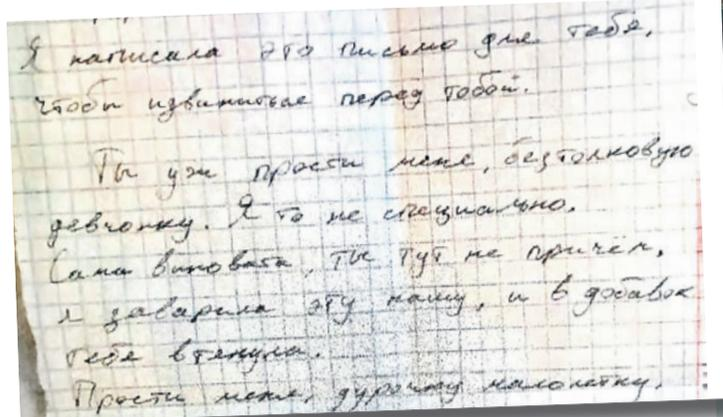 Я написала это письмо для тебя,
чтобы извиниться перед тобой.
Ты уж прости меня, безтолковую
девчонку. Я то не специально.
Сама виновата, ты тут не причём,
я заварила эту кашу, и в добавок
тебя втянула.
Прости меня, дурочку малолетку.